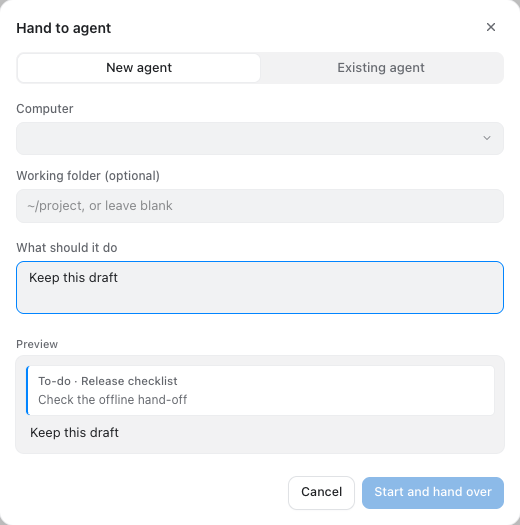 Hand to agent
New agent
Existing agent
Computer
Working folder (optional)
~/project, or leave blank
What should it do
Keep this draft
Preview
To-do · Release checklist
Check the offline hand-off
Keep this draft
Cancel
Start and hand over